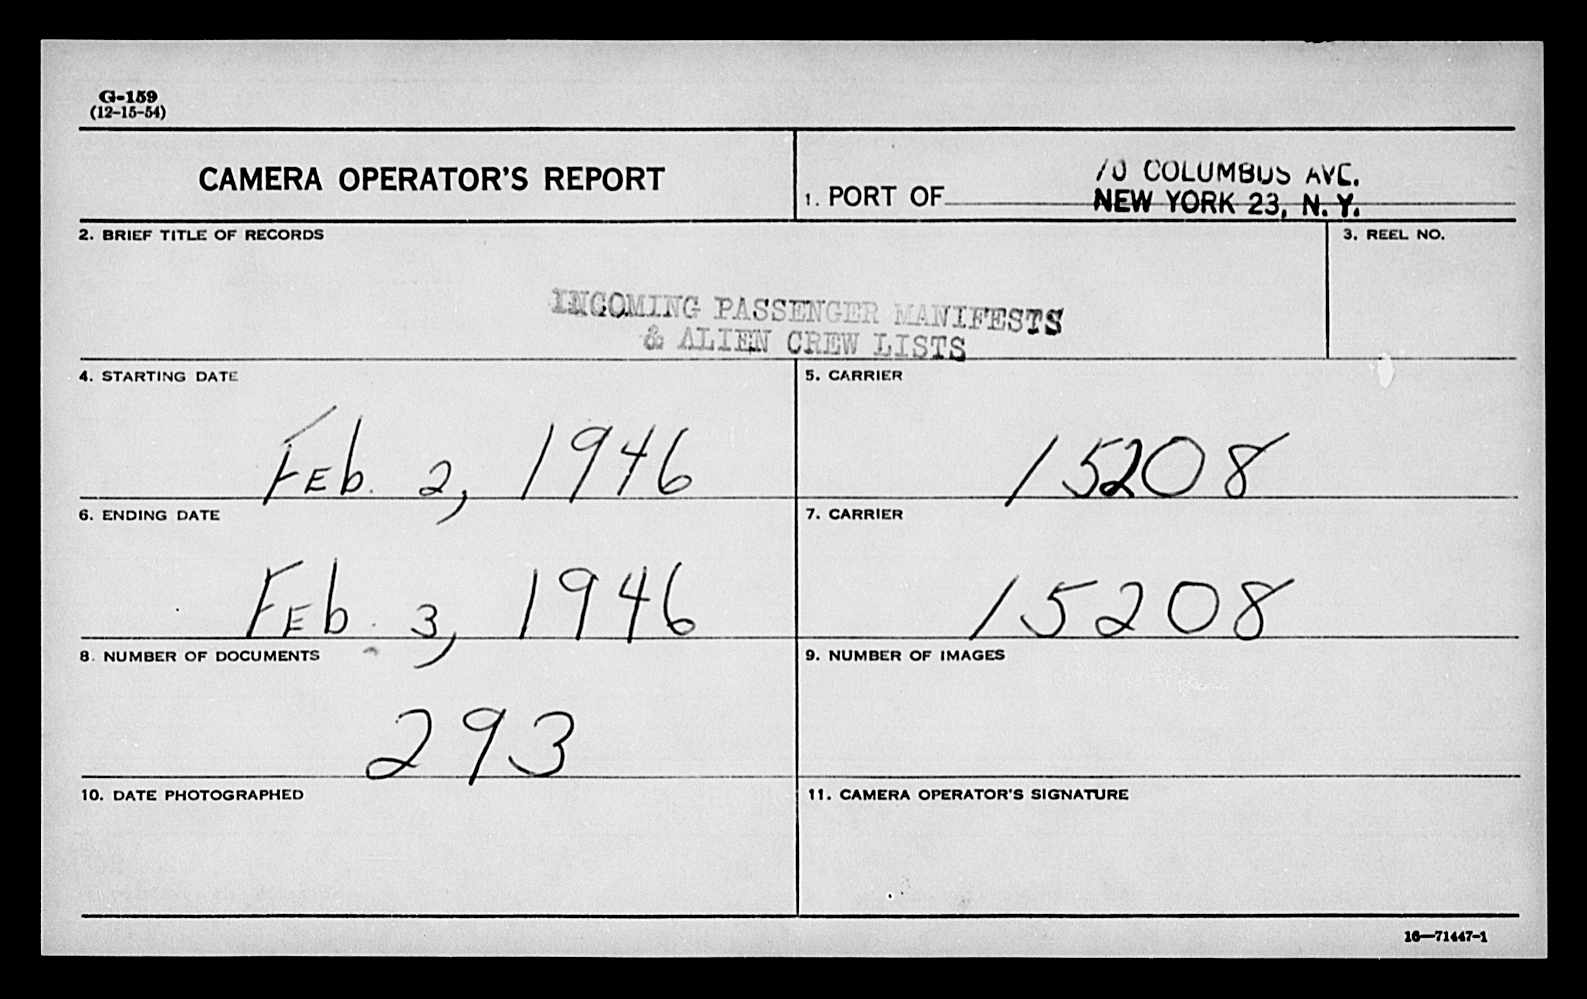 G-159
(12-15-54)
CAMERA OPERATOR'S REPORT
1. PORT OF
70 COLUMBUS AVE.
NEW YORK 23, N. Y.
2. BRIEF TITLE OF RECORDS
3. REEL NO.
INCOMING PASSENGER MANIFESTS
& ALIEN CREW LISTS
4. STARTING DATE
5. CARRIER
Feb. 2, 1946
15208
6. ENDING DATE
7. CARRIER
Feb. 3, 1946
15208
8. NUMBER OF DOCUMENTS
9. NUMBER OF IMAGES
293
10. DATE PHOTOGRAPHED
11. CAMERA OPERATOR'S SIGNATURE
16—71447-1